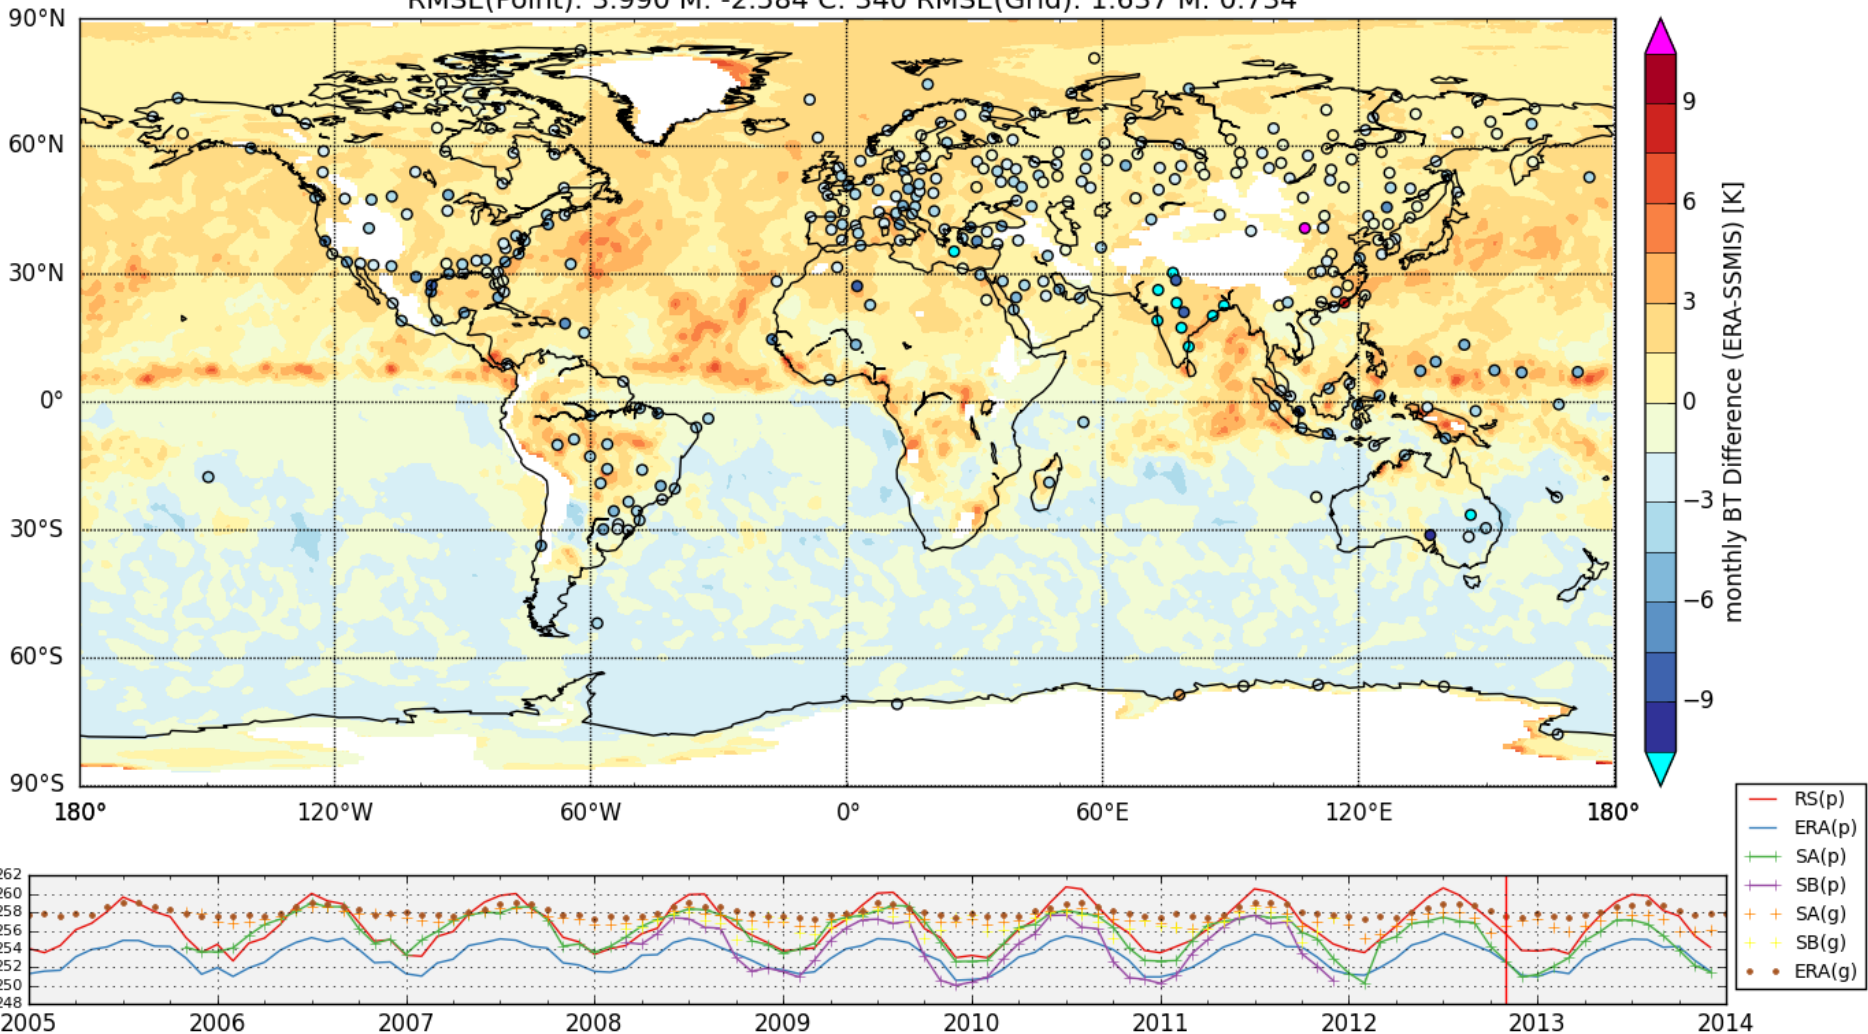 RMSE(Point): 3.990 M: -2.584 C: 340 RMSE(Grid): 1.637 M: 0.734
90°N
60°N
30°N
0°
30°S
60°S
90°S
180°
120°W
60°W
0°
60°E
120°E
180°
9
6
3
0
−3
−6
−9
monthly BT Difference (ERA-SSMIS) [K]
RS(p)
ERA(p)
SA(p)
SB(p)
SA(g)
SB(g)
ERA(g)
262
260
258
256
254
252
250
248
2005
2006
2007
2008
2009
2010
2011
2012
2013
2014